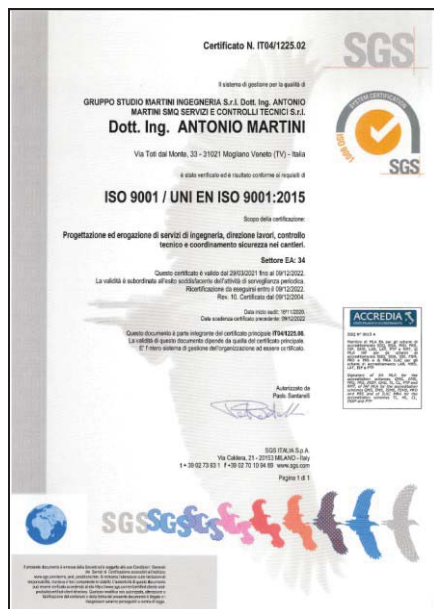 Certificato N. IT04/1225.02
SGS
Il sistema di gestione per la qualità di
GRUPPO STUDIO MARTINI INGEGNERIA S.r.l. Dott. Ing. ANTONIO
MARTINI SMQ SERVIZI E CONTROLLI TECNICI S.r.l.
Dott. Ing. ANTONIO MARTINI
Via Toti dal Monte, 33 - 31021 Mogliano Veneto (TV) - Italia
è stato verificato ed è risultato conforme ai requisiti di
ISO 9001 / UNI EN ISO 9001:2015
Scopo della certificazione:
Progettazione ed erogazione di servizi di ingegneria, direzione lavori, controllo
tecnico e coordinamento sicurezza nei cantieri.
Settore EA: 34
Questo certificato è valido dal 29/03/2021 fino al 09/12/2022.
La validità è subordinata all'esito soddisfacente dell'attività di sorveglianza periodica.
Ricertificazione da eseguirsi entro il 09/12/2022.
Rev. 10. Certificato dal 09/12/2004.
Data inizio audit: 18/11/2020.
Data scadenza certificato precedente: 09/12/2022
Questo documento è parte integrante del certificato principale IT04/1225.00.
La validità di questo documento dipende da quella del certificato principale.
E' l'intero sistema di gestione dell'organizzazione ad essere certificato.
Autorizzato da
Paola Santarelli
SGS ITALIA S.p.A.
Via Caldera, 21 - 20153 MILANO - Italy
t + 39 02 73 93 1 f +39 02 70 10 94 89 www.sgs.com
Pagina 1 di 1
SYSTEM CERTIFICATION
ISO 9001
SGS
ACCREDIA
SGS SGS SGS